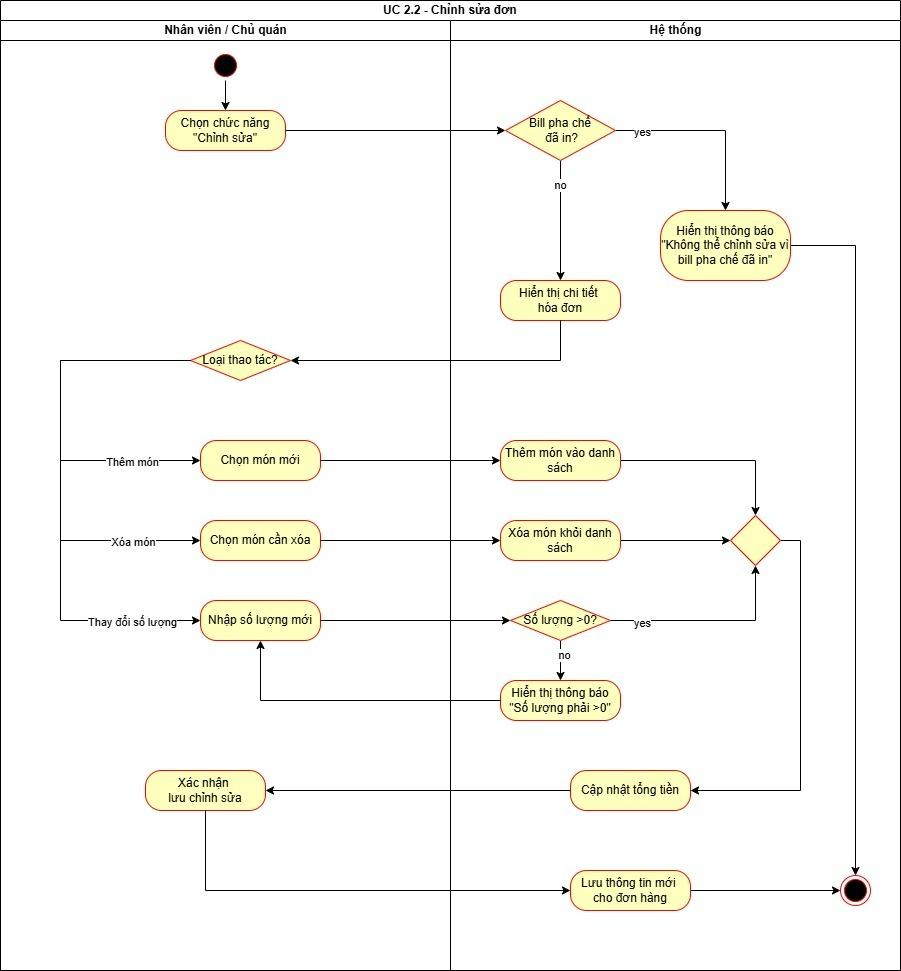 UC 2.2 - Chỉnh sửa đơn
Nhân viên / Chủ quán
Hệ thống
Chọn chức năng
"Chỉnh sửa"
Bill pha chế
đã in?
yes
no
Hiển thị thông báo
"Không thể chỉnh sửa vì
bill pha chế đã in"
Hiển thị chi tiết
hóa đơn
Loại thao tác?
Thêm món
Chọn món mới
Thêm món vào danh
sách
Xóa món
Chọn món cần xóa
Xóa món khỏi danh
sách
Thay đổi số lượng
Nhập số lượng mới
Số lượng >0?
yes
no
Hiển thị thông báo
"Số lượng phải >0"
Xác nhận
lưu chỉnh sửa
Cập nhật tổng tiền
Lưu thông tin mới
cho đơn hàng